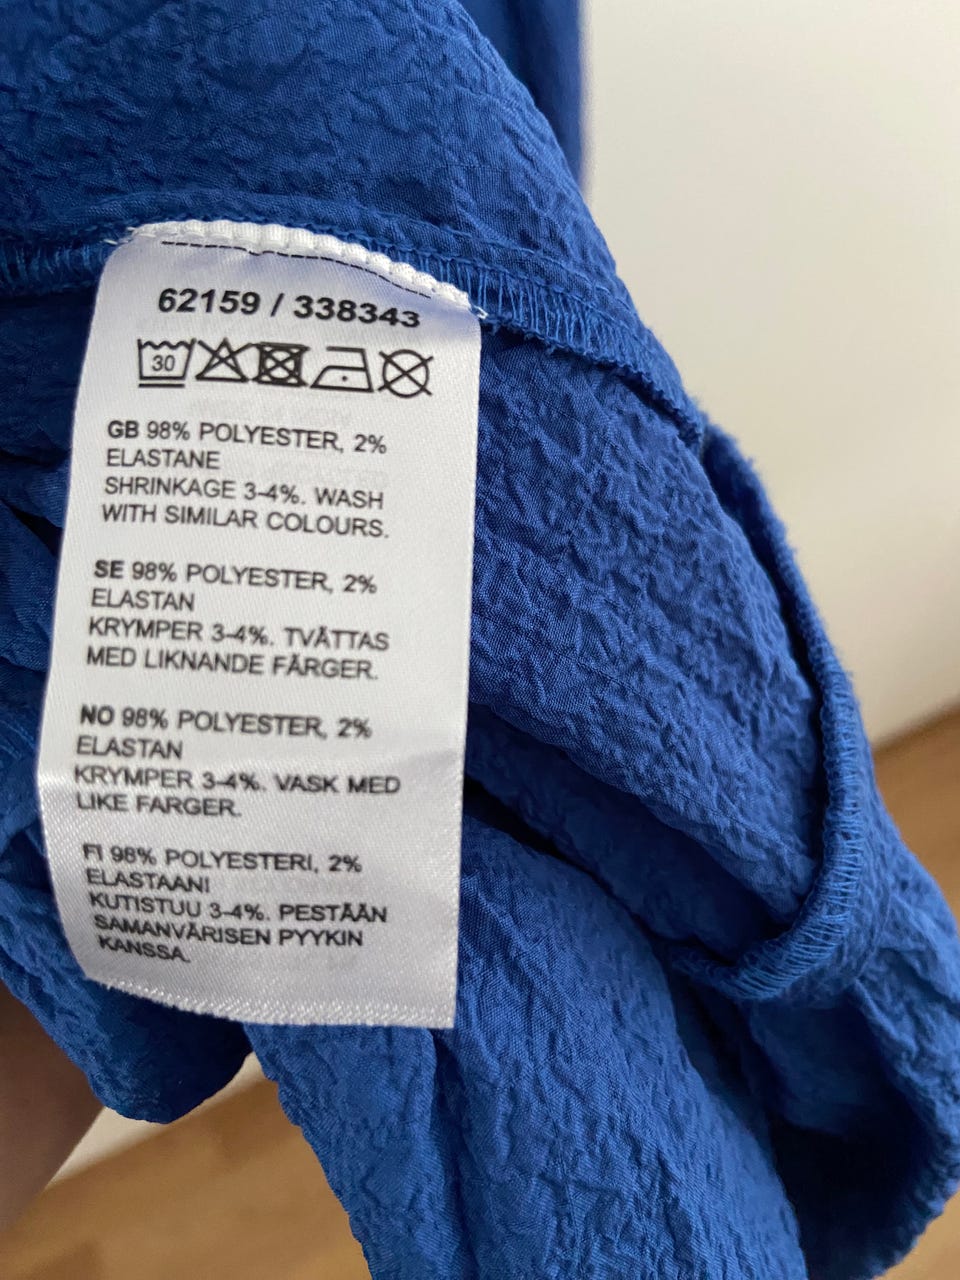 62159 / 338343
30
GB 98% POLYESTER, 2%
ELASTANE
SHRINKAGE 3-4%. WASH
WITH SIMILAR COLOURS.
SE 98% POLYESTER, 2%
ELASTAN
KRYMPER 3-4%. TVÄTTAS
MED LIKNANDE FÄRGER.
NO 98% POLYESTER, 2%
ELASTAN
KRYMPER 3-4%. VASK MED
LIKE FARGER.
FI 98% POLYESTERI, 2%
ELASTAANI
KUTISTUU 3-4%. PESTÄÄN
SAMANVÄRISEN PYYKIN
KANSSA.